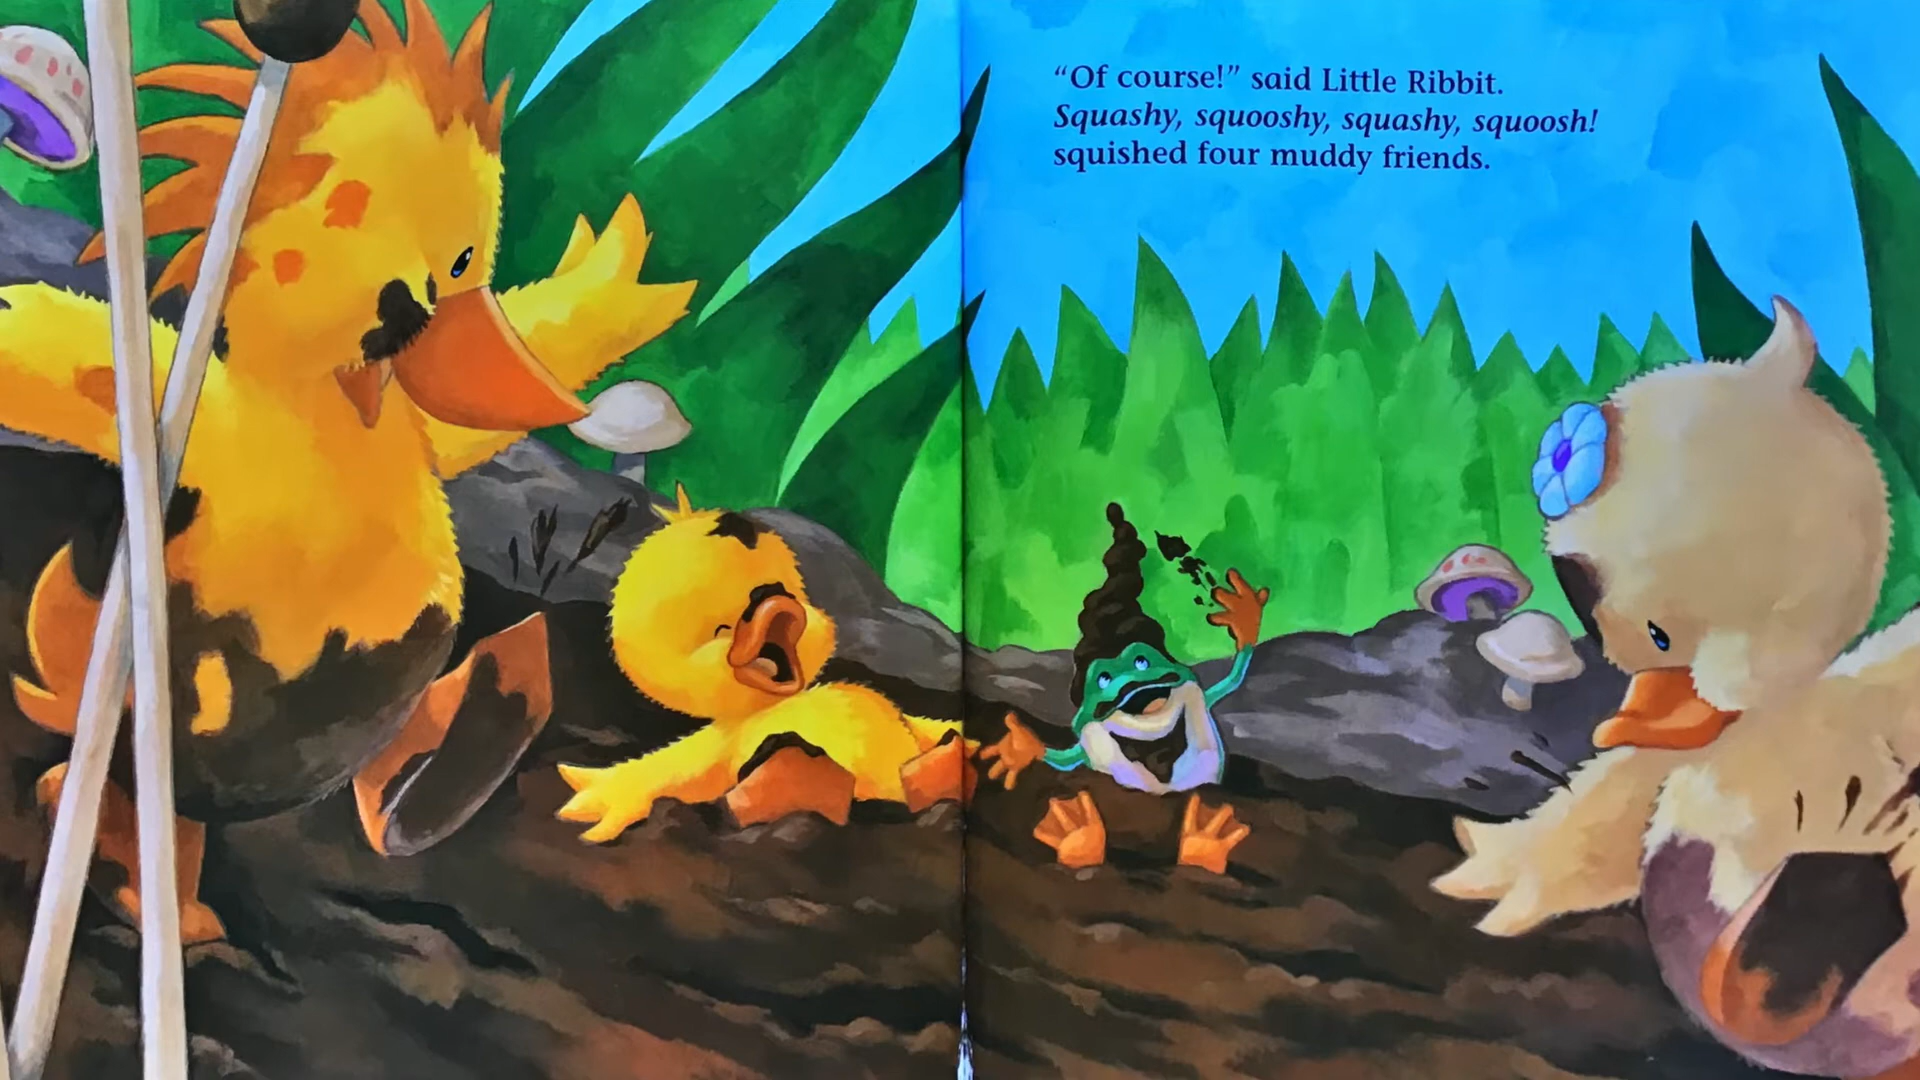 “Of course!” said Little Ribbit.
Squashy, squooshy, squashy, squoosh!
squished four muddy friends.